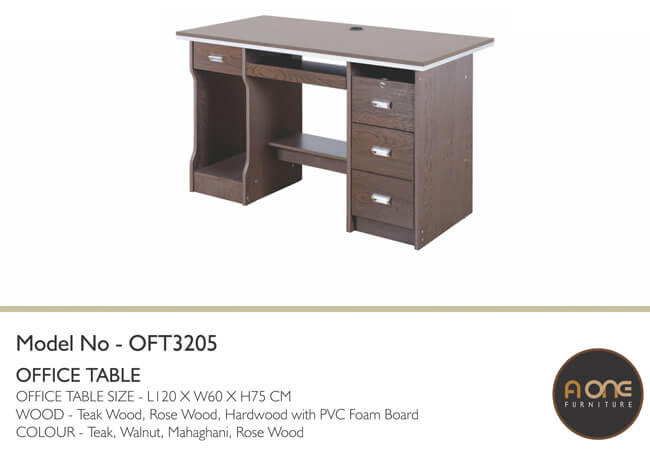 Model No - OFT3205
OFFICE TABLE
OFFICE TABLE SIZE - L120 X W60 X H75 CM
WOOD - Teak Wood, Rose Wood, Hardwood with PVC Foam Board
COLOUR - Teak, Walnut, Mahaghani, Rose Wood
A ONE
FURNITURE